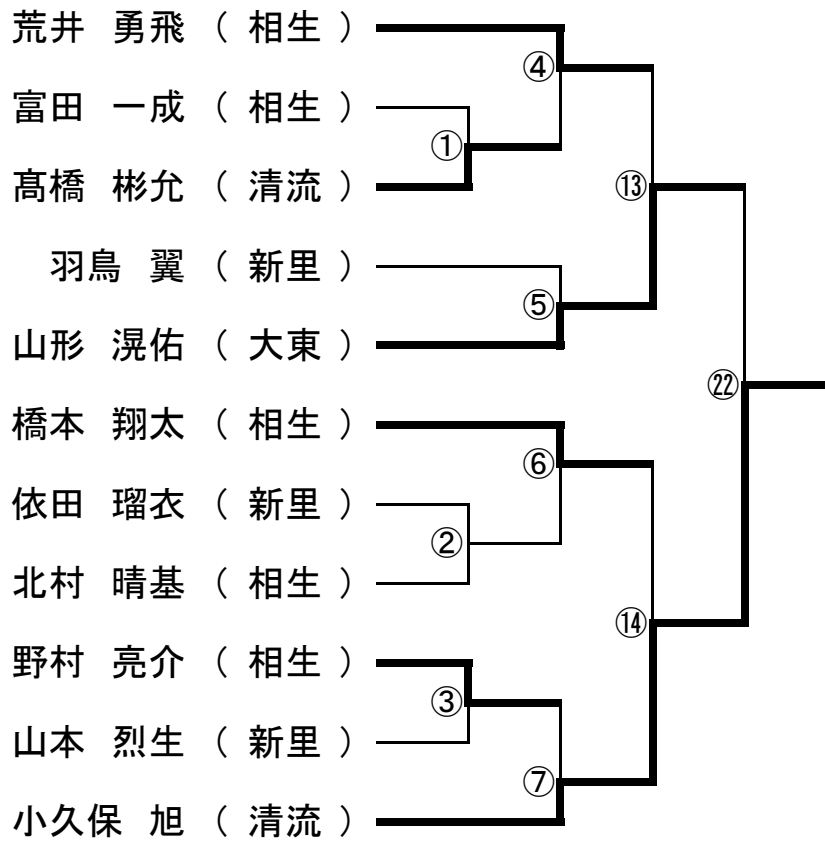 荒井 勇飛 （ 相生 ）
④
富田 一成 （ 相生 ）
①
髙橋 彬允 （ 清流 ）
⑬
羽鳥 翼 （ 新里 ）
⑤
山形 滉佑 （ 大東 ）
㉒
橋本 翔太 （ 相生 ）
⑥
依田 瑠衣 （ 新里 ）
②
北村 晴基 （ 相生 ）
⑭
野村 亮介 （ 相生 ）
③
山本 烈生 （ 新里 ）
⑦
小久保 旭 （ 清流 ）